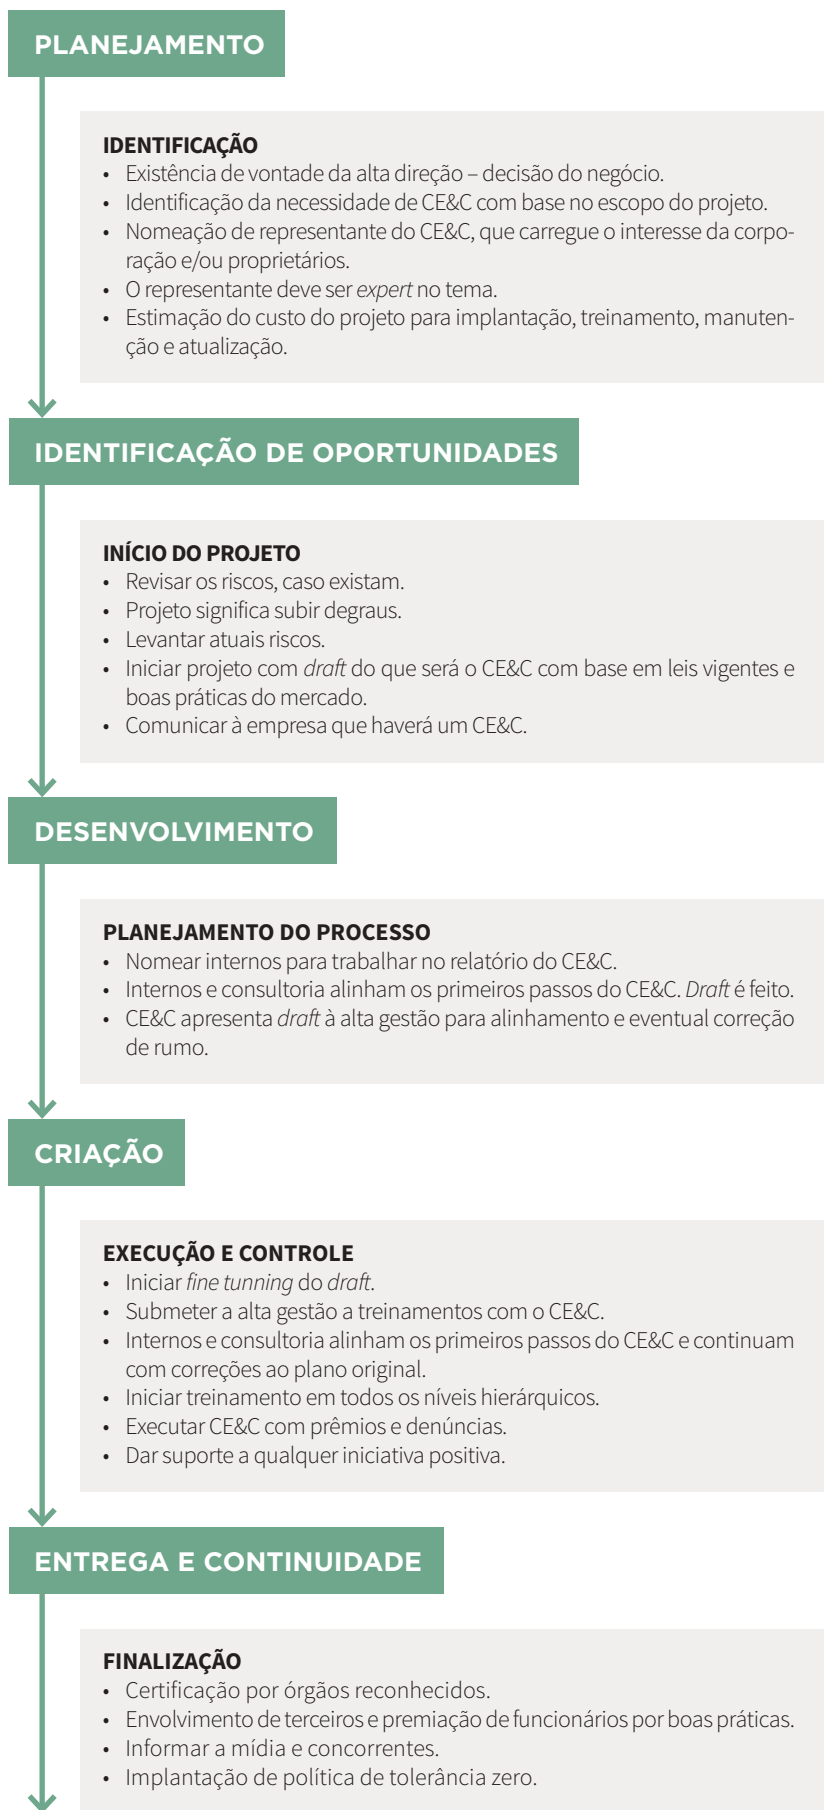 PLANEJAMENTO
IDENTIFICAÇÃO
• Existência de vontade da alta direção – decisão do negócio.
• Identificação da necessidade de CE&C com base no escopo do projeto.
• Nomeação de representante do CE&C, que carregue o interesse da corpo-
ração e/ou proprietários.
• O representante deve ser expert no tema.
• Estimação do custo do projeto para implantação, treinamento, manuten-
ção e atualização.
IDENTIFICAÇÃO DE OPORTUNIDADES
INÍCIO DO PROJETO
• Revisar os riscos, caso existam.
• Projeto significa subir degraus.
• Levantar atuais riscos.
• Iniciar projeto com draft do que será o CE&C com base em leis vigentes e
boas práticas do mercado.
• Comunicar à empresa que haverá um CE&C.
DESENVOLVIMENTO
PLANEJAMENTO DO PROCESSO
• Nomear internos para trabalhar no relatório do CE&C.
• Internos e consultoria alinham os primeiros passos do CE&C. Draft é feito.
• CE&C apresenta draft à alta gestão para alinhamento e eventual correção
de rumo.
CRIAÇÃO
EXECUÇÃO E CONTROLE
• Iniciar fine tunning do draft.
• Submeter a alta gestão a treinamentos com o CE&C.
• Internos e consultoria alinham os primeiros passos do CE&C e continuam
com correções ao plano original.
• Iniciar treinamento em todos os níveis hierárquicos.
• Executar CE&C com prêmios e denúncias.
• Dar suporte a qualquer iniciativa positiva.
ENTREGA E CONTINUIDADE
FINALIZAÇÃO
• Certificação por órgãos reconhecidos.
• Envolvimento de terceiros e premiação de funcionários por boas práticas.
• Informar a mídia e concorrentes.
• Implantação de política de tolerância zero.